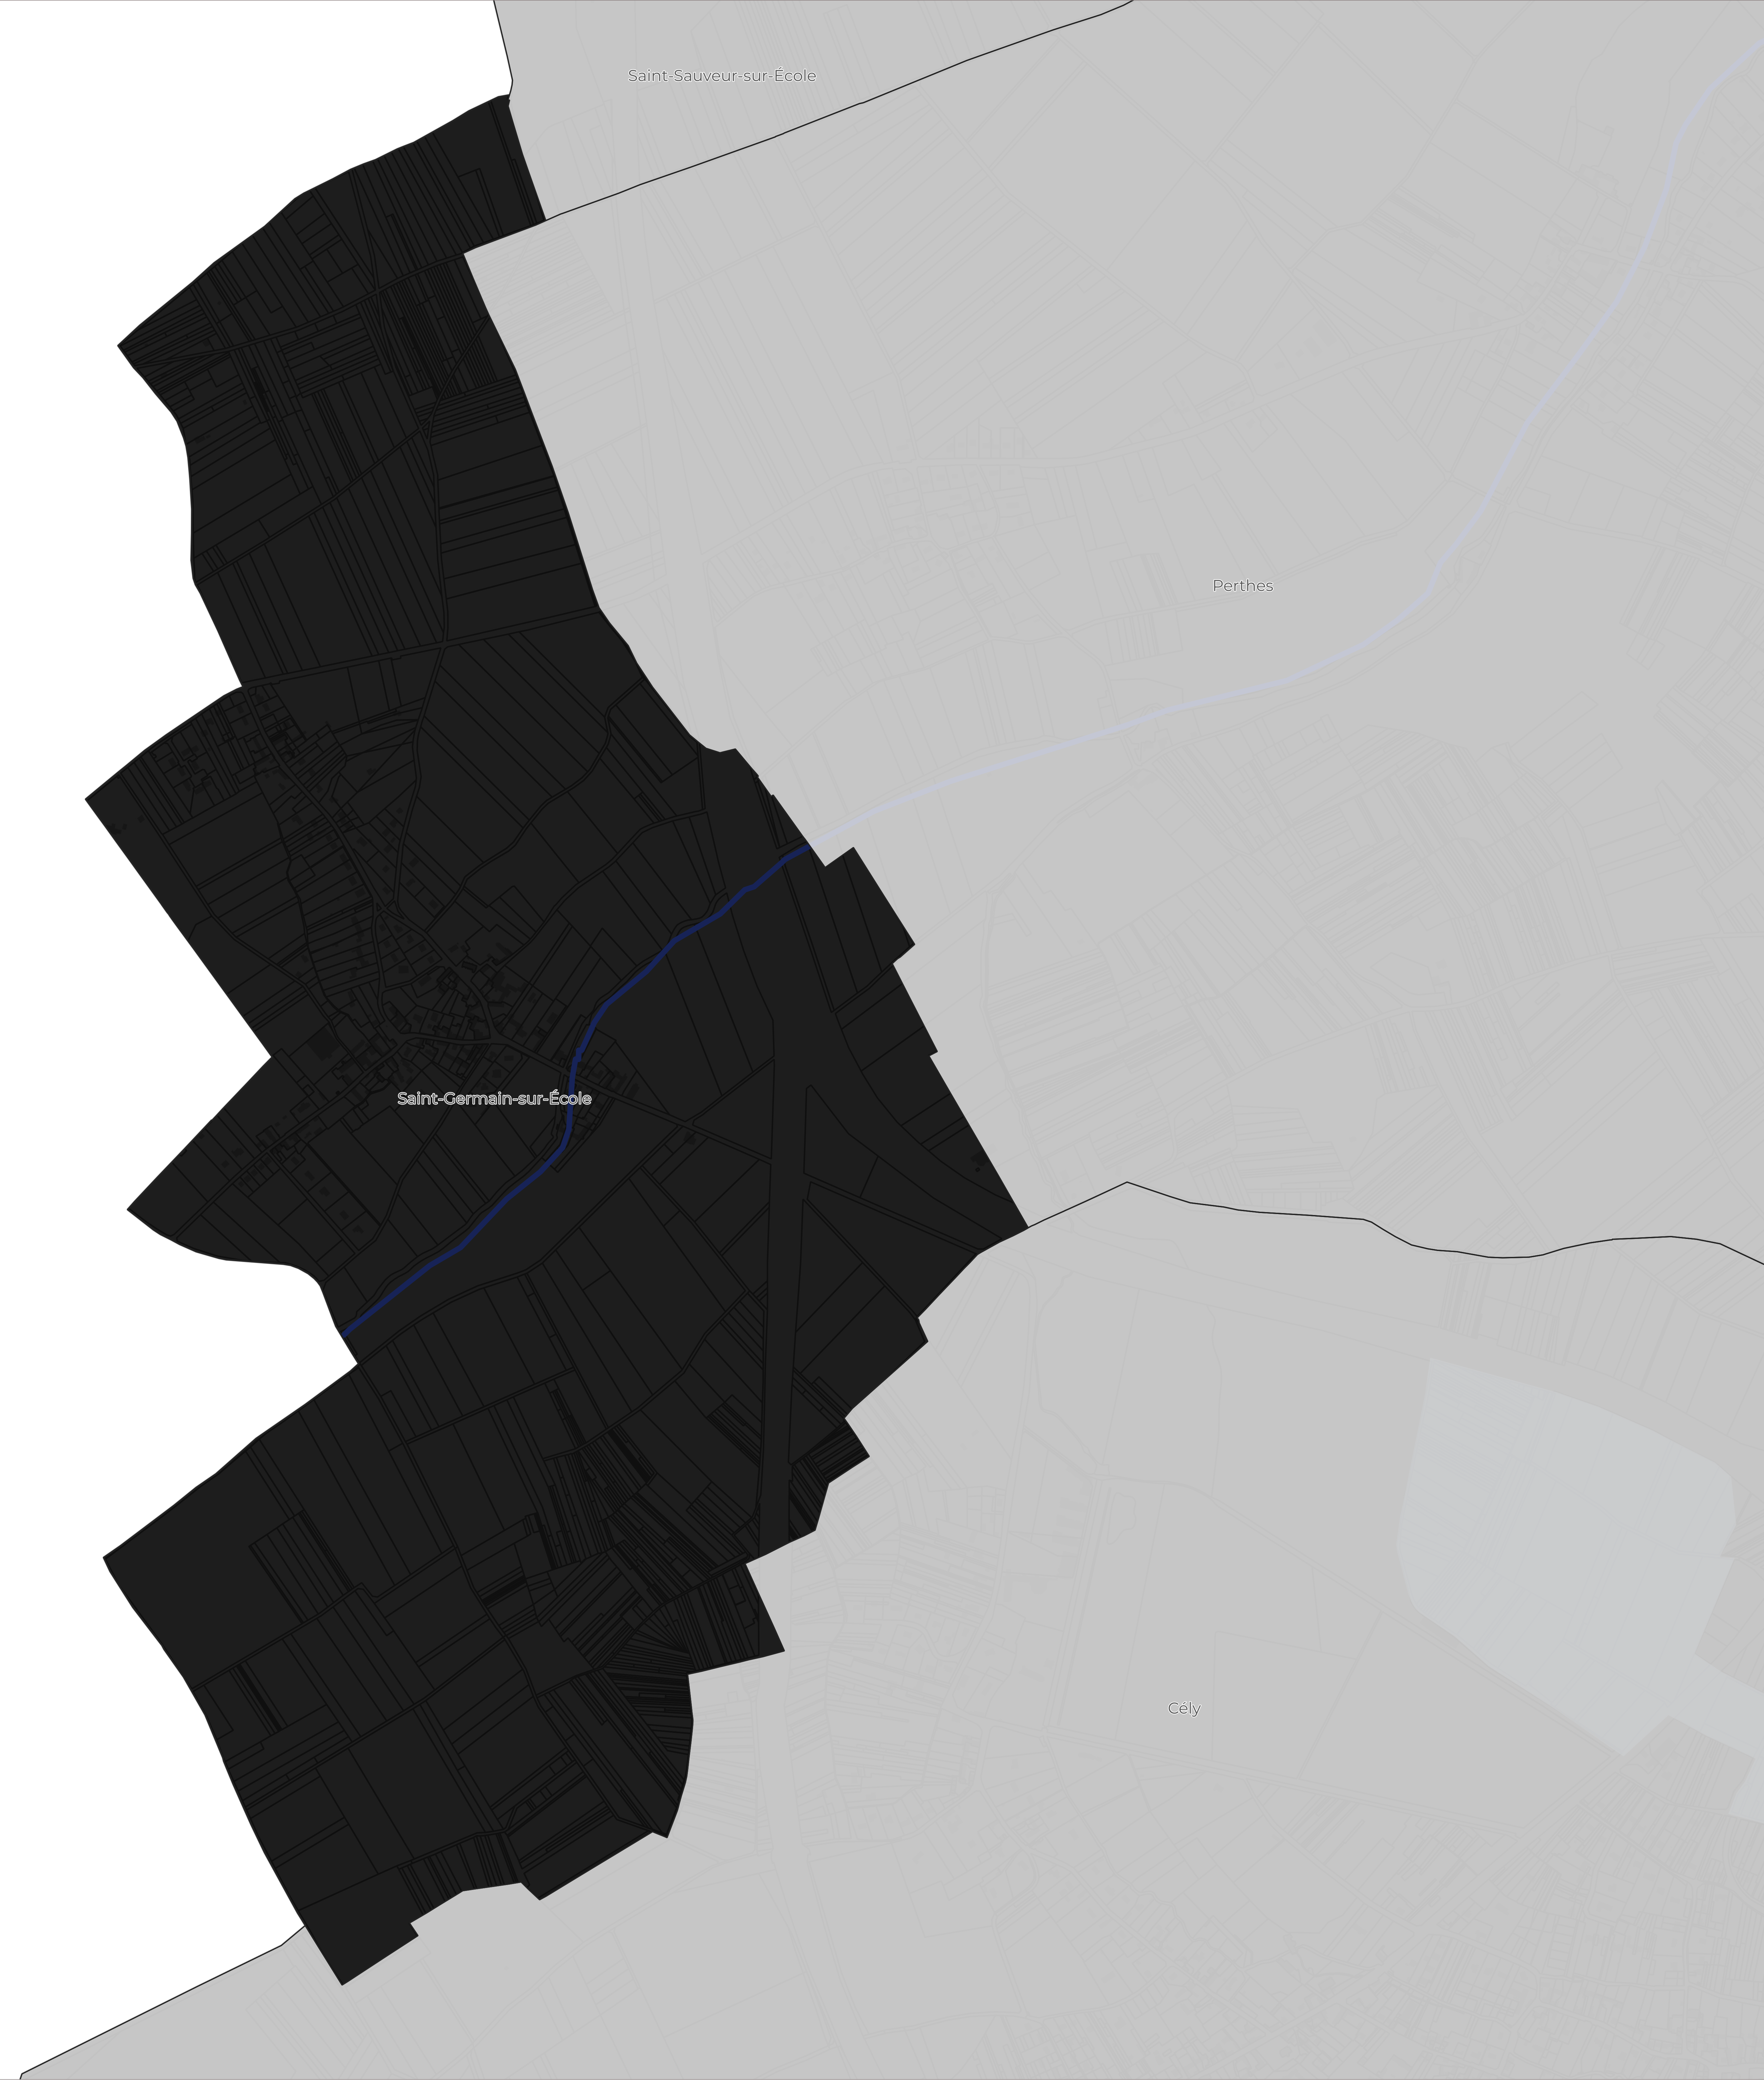 Saint-Sauveur-sur-École
Perthes
Saint-Germain-sur-École
Cély